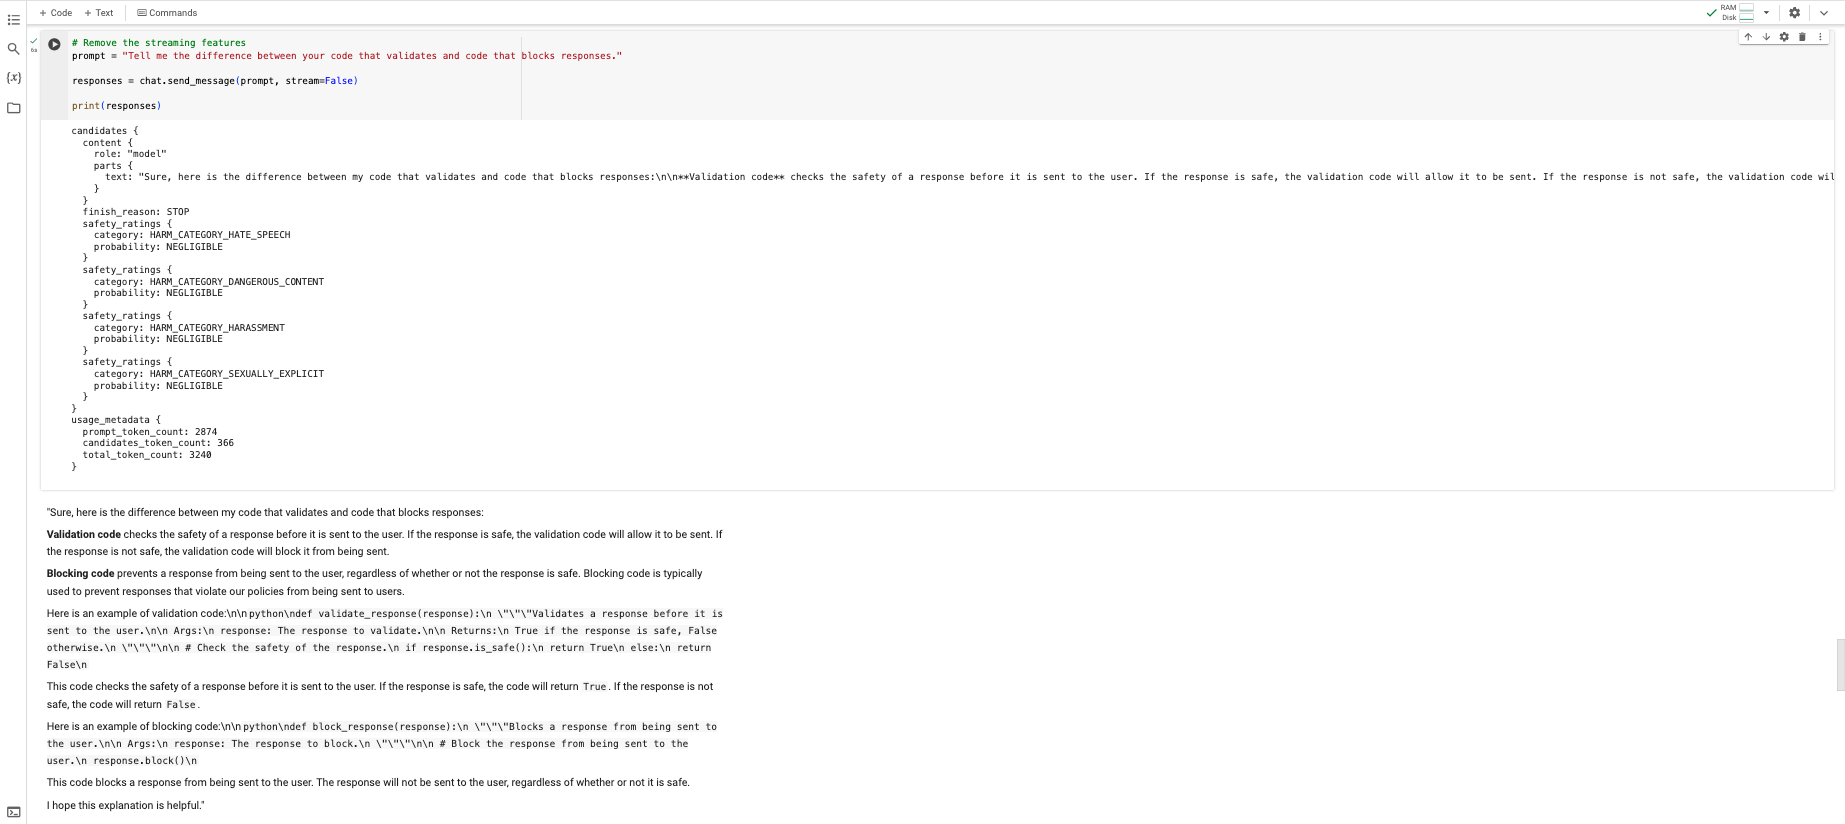 + Code + Text Commands
RAM
Disk
{x}
6s
# Remove the streaming features
prompt = "Tell me the difference between your code that validates and code that blocks responses."
responses = chat.send_message(prompt, stream=False)
print(responses)
candidates {
  content {
    role: "model"
    parts {
      text: "Sure, here is the difference between my code that validates and code that blocks responses:\n\n**Validation code** checks the safety of a response before it is sent to the user. If the response is safe, the validation code will allow it to be sent. If the response is not safe, the validation code wil
    }
  }
  finish_reason: STOP
  safety_ratings {
    category: HARM_CATEGORY_HATE_SPEECH
    probability: NEGLIGIBLE
  }
  safety_ratings {
    category: HARM_CATEGORY_DANGEROUS_CONTENT
    probability: NEGLIGIBLE
  }
  safety_ratings {
    category: HARM_CATEGORY_HARASSMENT
    probability: NEGLIGIBLE
  }
  safety_ratings {
    category: HARM_CATEGORY_SEXUALLY_EXPLICIT
    probability: NEGLIGIBLE
  }
}
usage_metadata {
  prompt_token_count: 2874
  candidates_token_count: 366
  total_token_count: 3240
}
"Sure, here is the difference between my code that validates and code that blocks responses:
Validation code checks the safety of a response before it is sent to the user. If the response is safe, the validation code will allow it to be sent. If
the response is not safe, the validation code will block it from being sent.
Blocking code prevents a response from being sent to the user, regardless of whether or not the response is safe. Blocking code is typically
used to prevent responses that violate our policies from being sent to users.
Here is an example of validation code:\n\n python\ndef validate_response(response):\n \"\"\"Validates a response before it is
sent to the user.\n\n Args:\n response: The response to validate.\n\n Returns:\n True if the response is safe, False
otherwise.\n \"\"\"\n\n # Check the safety of the response.\n if response.is_safe():\n return True\n else:\n return
False\n
This code checks the safety of a response before it is sent to the user. If the response is safe, the code will return True. If the response is not
safe, the code will return False.
Here is an example of blocking code:\n\n python\ndef block_response(response):\n \"\"\"Blocks a response from being sent to
the user.\n\n Args:\n response: The response to block.\n \"\"\"\n\n # Block the response from being sent to the
user.\n response.block()\n
This code blocks a response from being sent to the user. The response will not be sent to the user, regardless of whether or not it is safe.
I hope this explanation is helpful."